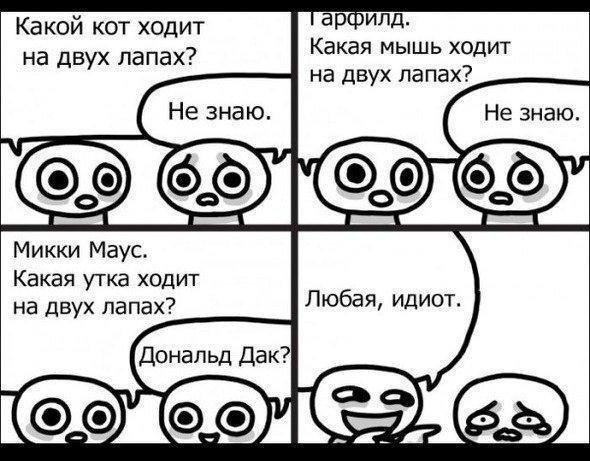 Какой кот ходит
на двух лапах?
Не знаю.
Гарфилд.
Какая мышь ходит
на двух лапах?
Не знаю.
Микки Маус.
Какая утка ходит
на двух лапах?
Дональд Дак?
Любая, идиот.